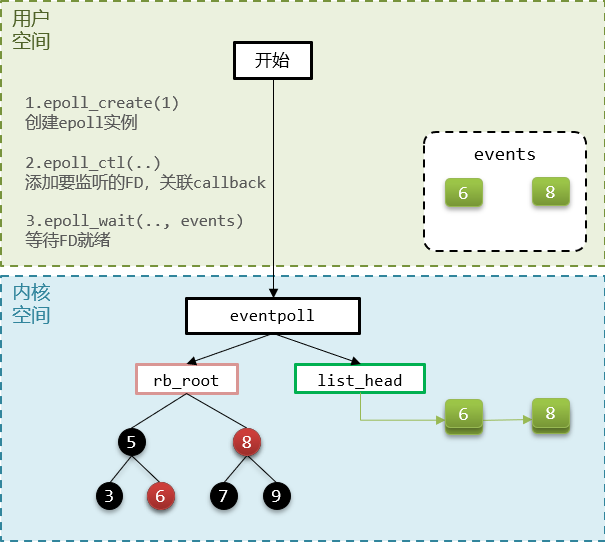 用户
空间
开始
1.epoll_create(1)
创建epoll实例
2.epoll_ctl(..)
添加要监听的FD，关联callback
3.epoll_wait(.., events)
等待FD就绪
events
6
8
内核
空间
eventpoll
rb_root
list_head
6
8
5
8
3
6
7
9